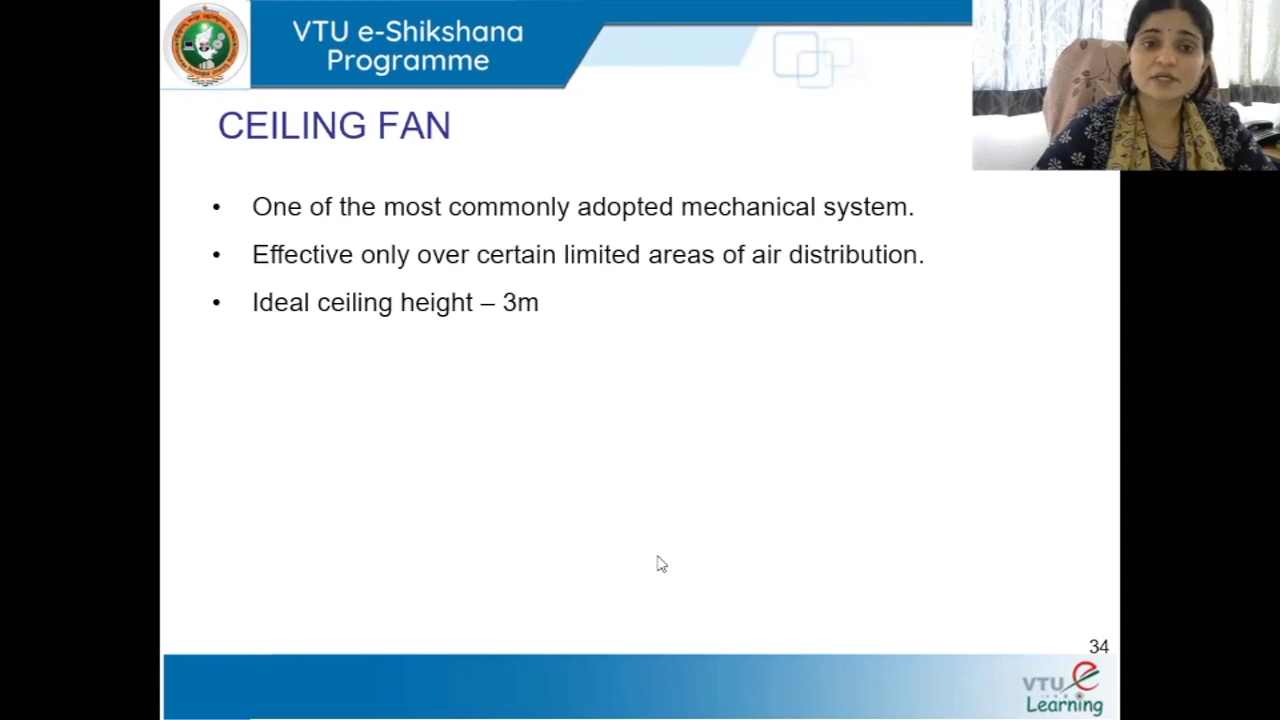 VTU e-Shikshana
Programme
CEILING FAN
• One of the most commonly adopted mechanical system.
• Effective only over certain limited areas of air distribution.
• Ideal ceiling height – 3m
34
VTU e
Learning